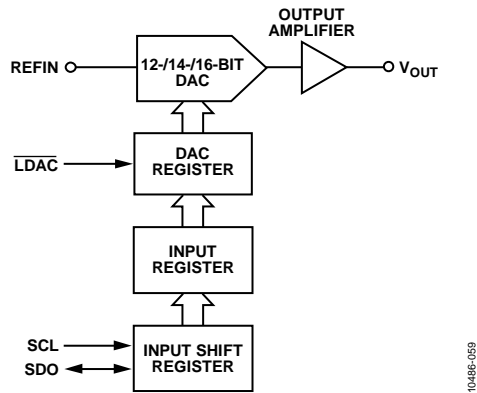 OUTPUT
AMPLIFIER
REFIN
12-/14-/16-BIT
DAC
VOUT
LDAC
DAC
REGISTER
INPUT
REGISTER
SCL
SDO
INPUT SHIFT
REGISTER
10486-059